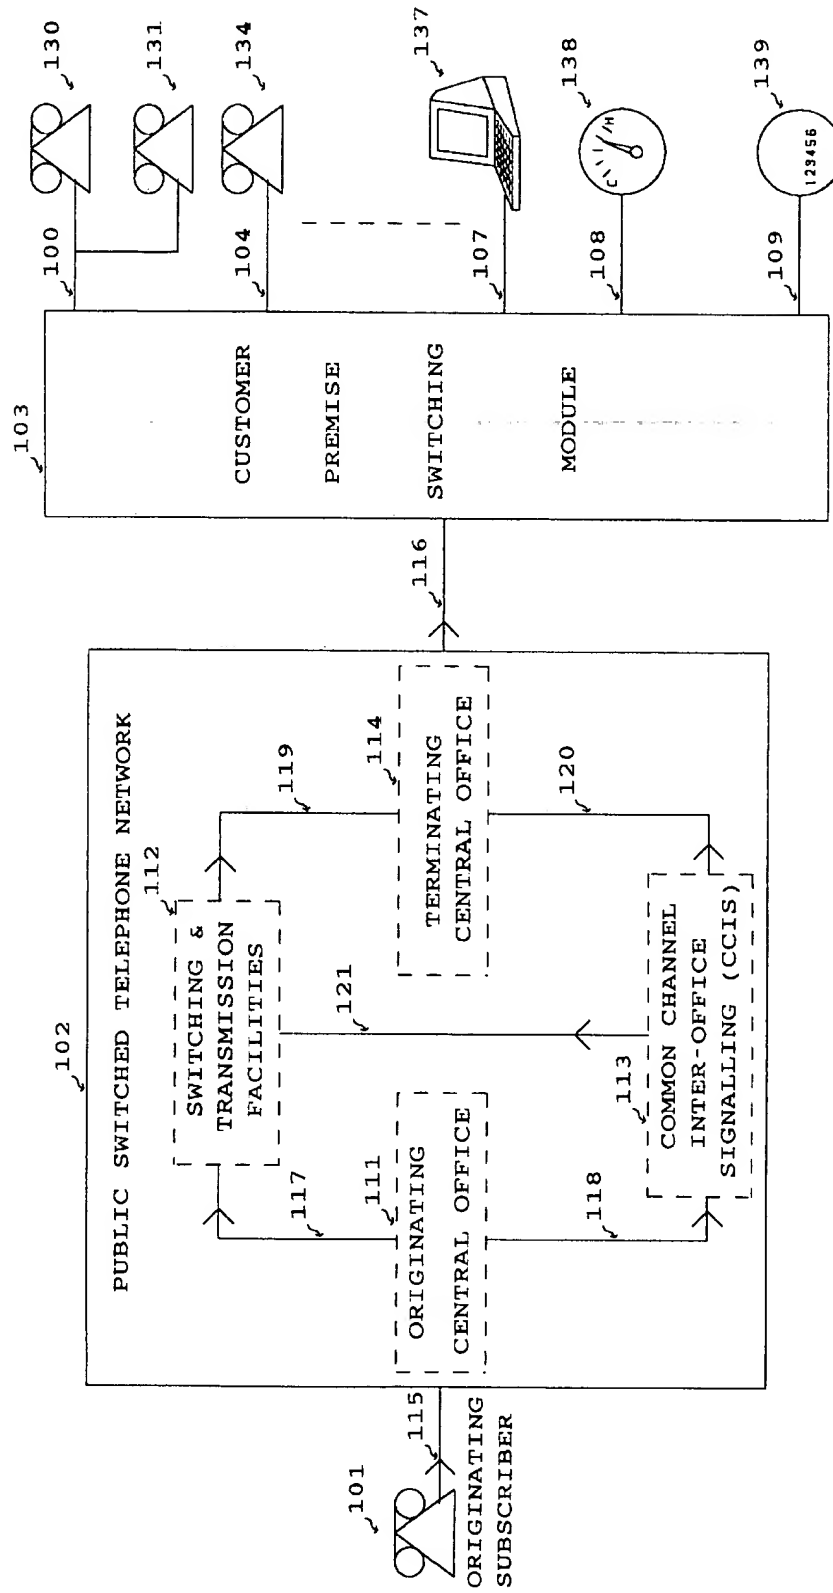 101
115
ORIGINATING
SUBSCRIBER
102
PUBLIC SWITCHED TELEPHONE NETWORK
117
111
ORIGINATING
CENTRAL OFFICE
118
112
SWITCHING &
TRANSMISSION
FACILITIES
121
113
COMMON CHANNEL
INTER-OFFICE
SIGNALLING (CCIS)
119
114
TERMINATING
CENTRAL OFFICE
120
116
103
CUSTOMER
PREMISE
SWITCHING
MODULE
100
130
131
104
134
107
137
108
138
C
H
109
139
123456